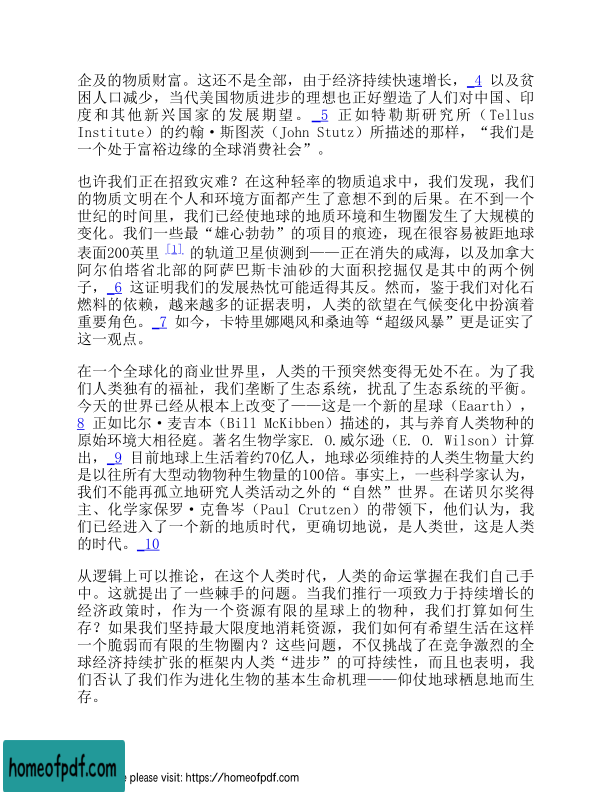 企及的物质财富。这还不是全部，由于经济持续快速增长， 4 以及贫
困人口减少，当代美国物质进步的理想也正好塑造了人们对中国、印
度和其他新兴国家的发展期望。 5 正如特勒斯研究所（Tellus
Institute）的约翰·斯图茨（John Stutz）所描述的那样，“我们是
一个处于富裕边缘的全球消费社会”。
也许我们正在招致灾难？在这种轻率的物质追求中，我们发现，我们
的物质文明在个人和环境方面都产生了意想不到的后果。在不到一个
世纪的时间里，我们已经使地球的地质环境和生物圈发生了大规模的
变化。我们一些最“雄心勃勃”的项目的痕迹，现在很容易被距地球
表面200英里 [1] 的轨道卫星侦测到——正在消失的咸海，以及加拿大
阿尔伯塔省北部的阿萨巴斯卡油砂的大面积挖掘仅是其中的两个例
子， 6 这证明我们的发展热忱可能适得其反。然而，鉴于我们对化石
燃料的依赖，越来越多的证据表明，人类的欲望在气候变化中扮演着
重要角色。 7 如今，卡特里娜飓风和桑迪等“超级风暴”更是证实了
这一观点。
在一个全球化的商业世界里，人类的干预突然变得无处不在。为了我
们人类独有的福祉，我们垄断了生态系统，扰乱了生态系统的平衡。
今天的世界已经从根本上改变了——这是一个新的星球（Eaarth），
8 正如比尔·麦吉本（Bill McKibben）描述的，其与养育人类物种的
原始环境大相径庭。著名生物学家E. O.威尔逊（E. O. Wilson）计算
出， 9 目前地球上生活着约70亿人，地球必须维持的人类生物量大约
是以往所有大型动物物种生物量的100倍。事实上，一些科学家认为，
我们不能再孤立地研究人类活动之外的“自然”世界。在诺贝尔奖得
主、化学家保罗·克鲁岑（Paul Crutzen）的带领下，他们认为，我
们已经进入了一个新的地质时代，更确切地说，是人类世，这是人类
的时代。 10
从逻辑上可以推论，在这个人类时代，人类的命运掌握在我们自己手
中。这就提出了一些棘手的问题。当我们推行一项致力于持续增长的
经济政策时，作为一个资源有限的星球上的物种，我们打算如何生
存？如果我们坚持最大限度地消耗资源，我们如何有希望生活在这样
一个脆弱而有限的生物圈内？这些问题，不仅挑战了在竞争激烈的全
球经济持续扩张的框架内人类“进步”的可持续性，而且也表明，我
们否认了我们作为进化生物的基本生命机理——仰仗地球栖息地而生
存。
homeofpdf.com
e please visit: https://homeofpdf.com